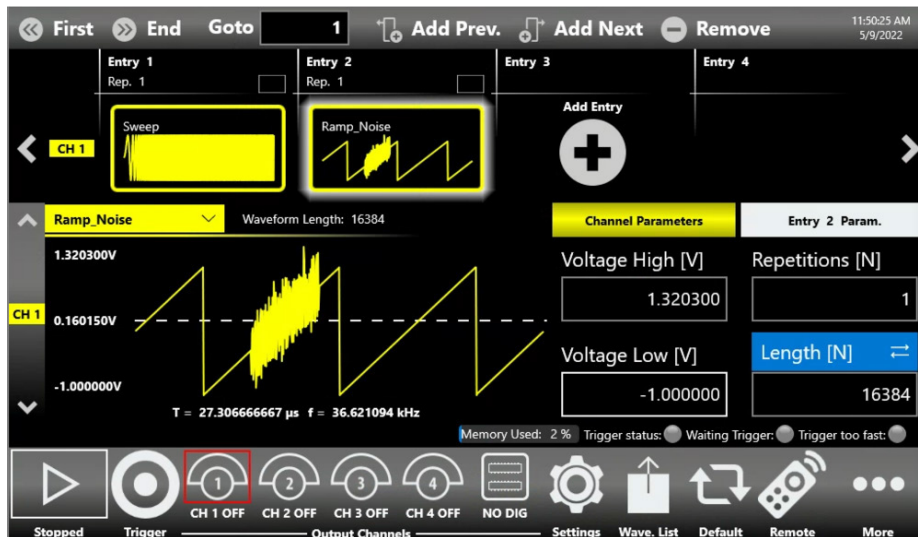 First End Goto 1 Add Prev. Add Next Remove 11:50:25 AM
5/9/2022
Entry 1 Entry 2 Entry 3 Entry 4
Rep. 1 Rep. 1
Add Entry
Sweep Ramp_Noise
CH 1
Ramp_Noise Waveform Length: 16384 Channel Parameters Entry 2 Param.
1.320300V Voltage High [V] Repetitions [N]
1.320300 1
CH 1 0.160150V
Voltage Low [V] Length [N]
-1.000000V -1.000000 16384
T = 27.306666667 µs f = 36.621094 kHz
Memory Used: 2 % Trigger status: Waiting Trigger: Trigger too fast:
1 2 3 4
CH 1 OFF CH 2 OFF CH 3 OFF CH 4 OFF NO DIG
Stopped Trigger Output Channels Settings Wave. List Default Remote More